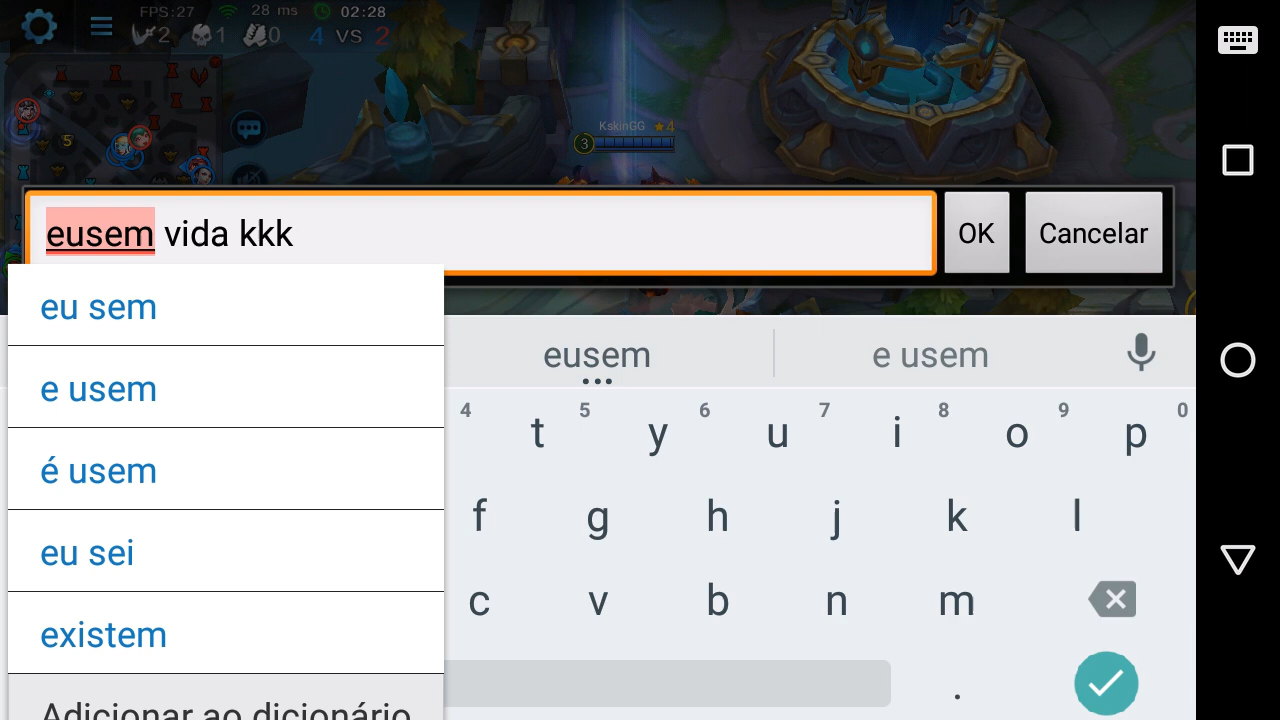 FPS:27 28 ms 02:28
2 1 0 4 VS 2
5
KskinGG 4
3
eusem vida kkk OK Cancelar
eu sem
e usem
é usem
eu sei
existem
Adicionar ao dicionário
eusem e usem
4 5 6 7 8 9 0
t y u i o p
f g h j k l
c v b n m
.